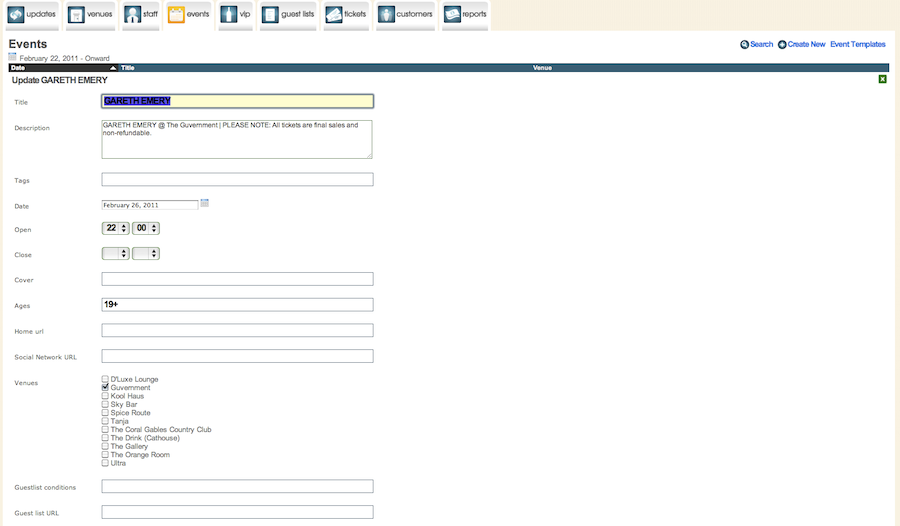 updates venues staff events vip guest lists tickets customers reports
Events
Search Create New Event Templates
February 22, 2011 - Onward
Date Title Venue
Update GARETH EMERY
Title GARETH EMERY
Description GARETH EMERY @ The Guvernment | PLEASE NOTE: All tickets are final sales and
non-refundable.
Tags
Date February 26, 2011
Open 22 00
Close
Cover
Ages 19+
Home url
Social Network URL
Venues D'Luxe Lounge
Guvernment
Kool Haus
Sky Bar
Spice Route
Tanja
The Coral Gables Country Club
The Drink (Cathouse)
The Gallery
The Orange Room
Ultra
Guestlist conditions
Guest list URL